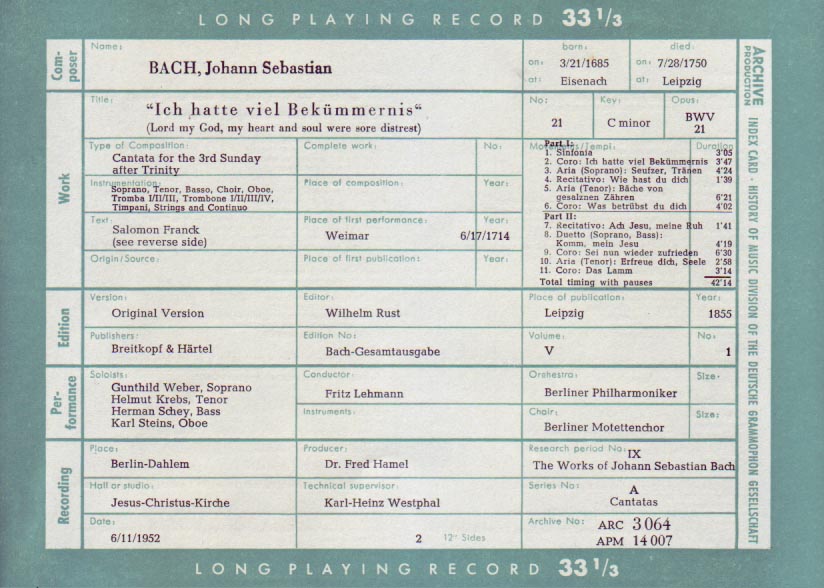 LONG PLAYING RECORD 33 1/3
Composer
Name: born: died:
BACH, Johann Sebastian
on: 3/21/1685 on: 7/28/1750
at: Eisenach at: Leipzig
Work
Title: No: Key: Opus:
"Ich hatte viel Bekümmernis"
(Lord my God, my heart and soul were sore distrest)
21 C minor BWV 21
Type of Composition:
Cantata for the 3rd Sunday
after Trinity
Complete work: No:
Instrumentation:
Soprano, Tenor, Basso, Choir, Oboe,
Tromba I/II/III, Trombone I/II/III/IV,
Timpani, Strings and Continuo
Place of composition: Year:
Text:
Salomon Franck
(see reverse side)
Place of first performance: Year:
Weimar 6/17/1714
Origin/Source:
Place of first publication: Year:
Movements/Tempi: Duration
Part I:
1. Sinfonia 3'05
2. Coro: Ich hatte viel Bekümmernis 3'47
3. Aria (Soprano): Seufzer, Tränen 4'24
4. Recitativo: Wie hast du dich 1'39
5. Aria (Tenor): Bäche von
gesalznen Zähren 6'21
6. Coro: Was betrübst du dich 4'02
Part II:
7. Recitativo: Ach Jesu, meine Ruh 1'41
8. Duetto (Soprano, Bass):
Komm, mein Jesu 4'19
9. Coro: Sei nun wieder zufrieden 6'30
10. Aria (Tenor): Erfreue dich, Seele 2'58
11. Coro: Das Lamm 3'14
Total timing with pauses 42'14
Edition
Version:
Original Version
Editor:
Wilhelm Rust
Place of publication: Year:
Leipzig 1855
Publishers:
Breitkopf & Härtel
Edition No:
Bach-Gesamtausgabe
Volume: No:
V 1
Performance
Soloists:
Gunthild Weber, Soprano
Helmut Krebs, Tenor
Herman Schey, Bass
Karl Steins, Oboe
Conductor:
Fritz Lehmann
Instruments:
Orchestra: Size:
Berliner Philharmoniker
Choir: Size:
Berliner Motettenchor
Recording
Place:
Berlin-Dahlem
Producer:
Dr. Fred Hamel
Research period No: IX
The Works of Johann Sebastian Bach
Hall or studio:
Jesus-Christus-Kirche
Technical supervisor:
Karl-Heinz Westphal
Series No: A
Cantatas
Date:
6/11/1952
2 12" Sides
Archive No: ARC 3064
APM 14007
ARCHIVE PRODUCTION INDEX CARD · HISTORY OF MUSIC DIVISION OF THE DEUTSCHE GRAMMOPHON GESELLSCHAFT
LONG PLAYING RECORD 33 1/3